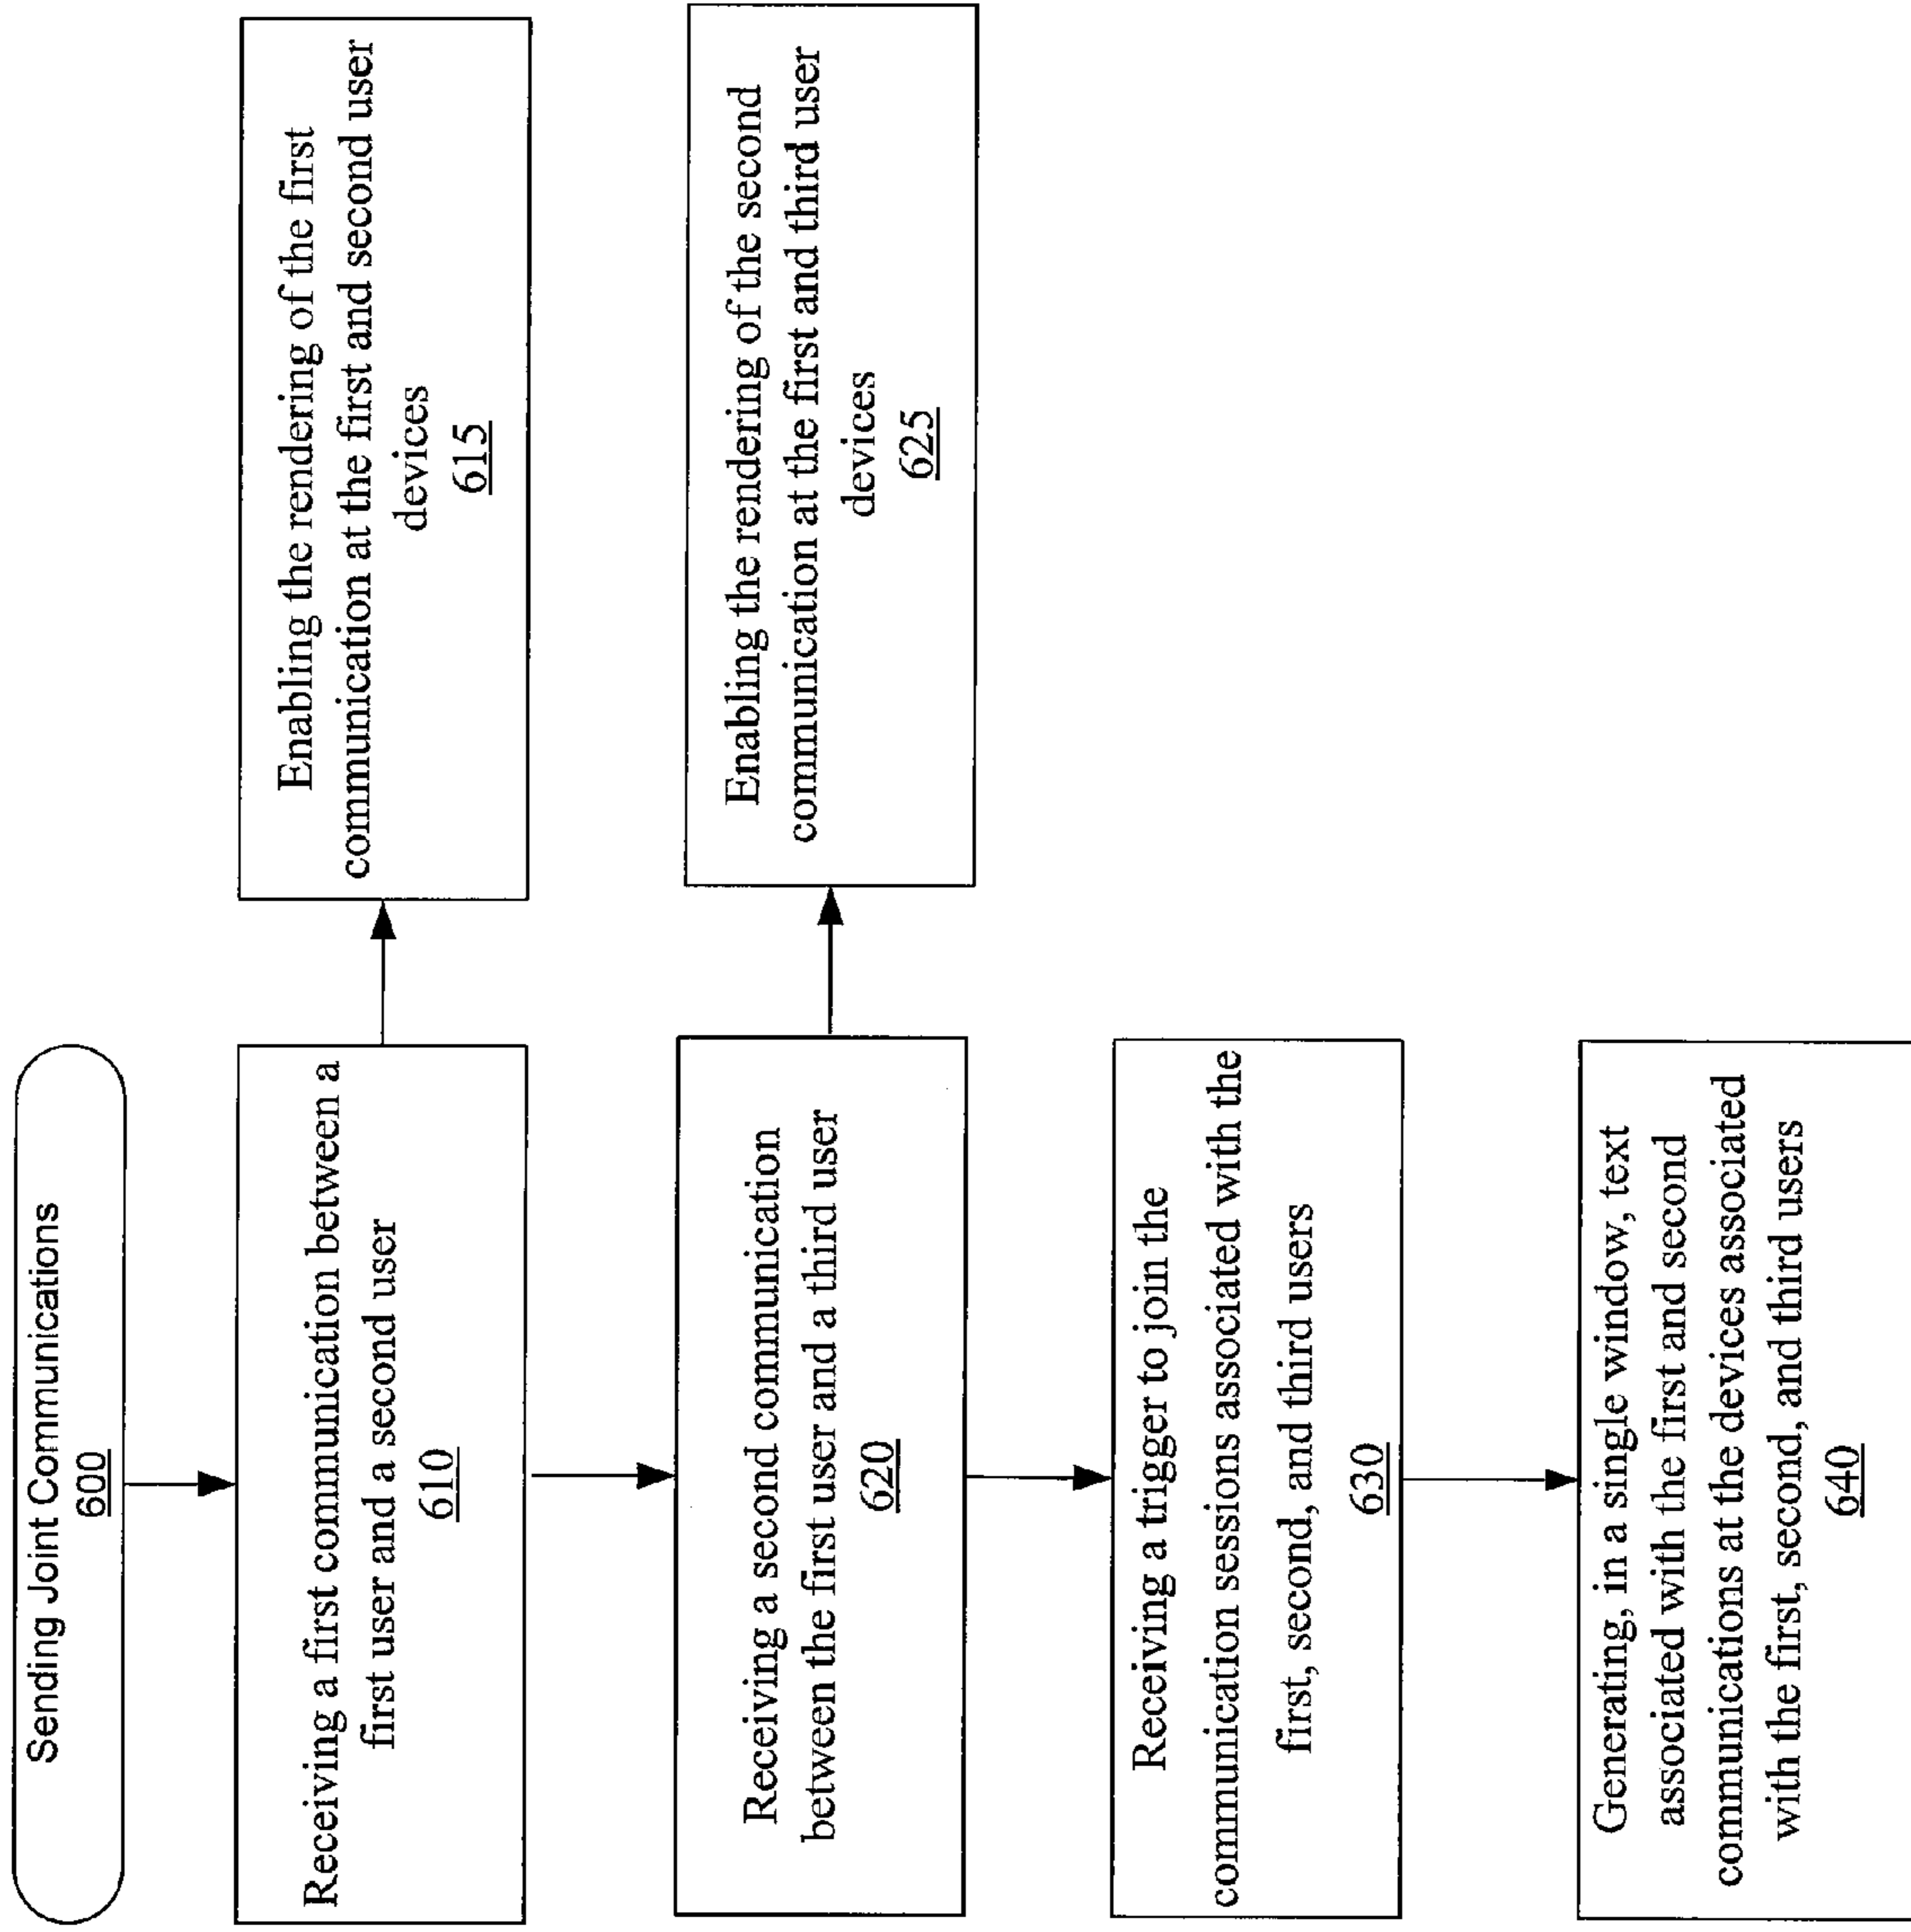 Sending Joint Communications
600
Receiving a first communication between a
first user and a second user
610
Enabling the rendering of the first
communication at the first and second user
devices
615
Receiving a second communication
between the first user and a third user
620
Enabling the rendering of the second
communication at the first and third user
devices
625
Receiving a trigger to join the
communication sessions associated with the
first, second, and third users
630
Generating, in a single window, text
associated with the first and second
communications at the devices associated
with the first, second, and third users
640